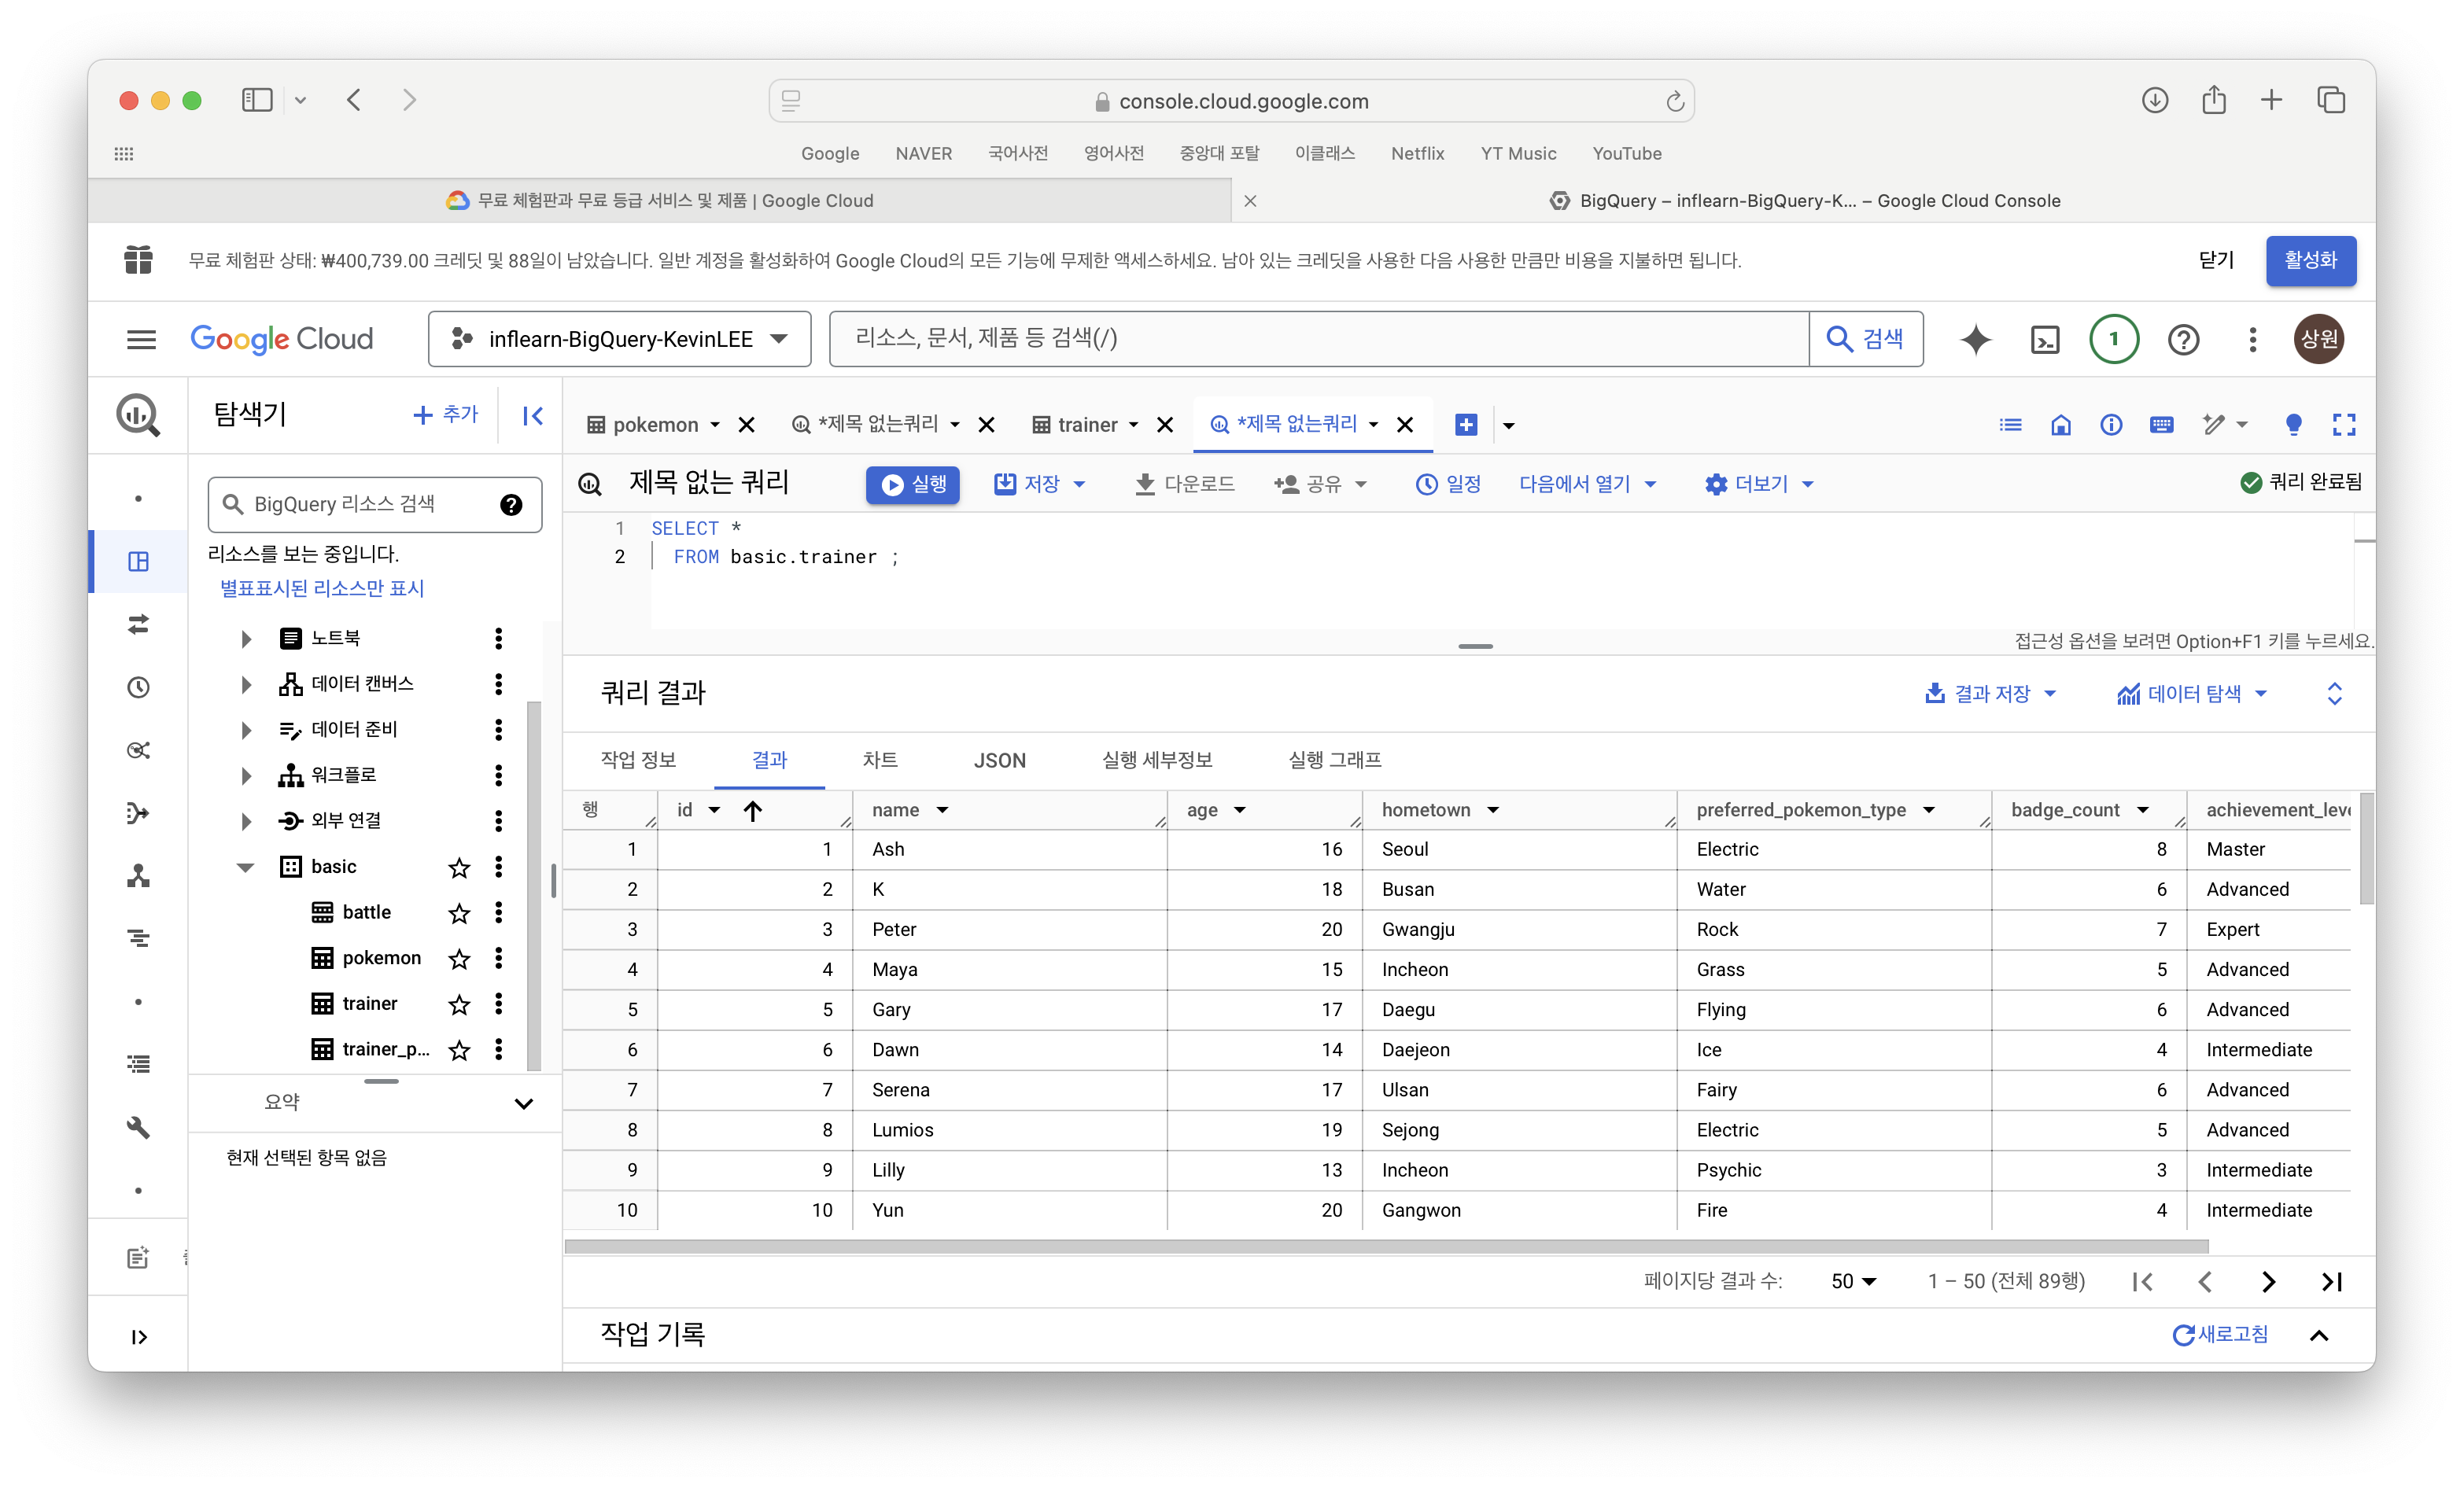 console.cloud.google.com
Google NAVER 국어사전 영어사전 중앙대 포탈 이클래스 Netflix YT Music YouTube
무료 체험판과 무료 등급 서비스 및 제품 | Google Cloud
BigQuery – inflearn-BigQuery-K... – Google Cloud Console
무료 체험판 상태: ₩400,739.00 크레딧 및 88일이 남았습니다. 일반 계정을 활성화하여 Google Cloud의 모든 기능에 무제한 액세스하세요. 남아 있는 크레딧을 사용한 다음 사용한 만큼만 비용을 지불하면 됩니다.
닫기
활성화
Google Cloud
inflearn-BigQuery-KevinLEE
리소스, 문서, 제품 등 검색(/)
검색
1
상원
탐색기
추가
BigQuery 리소스 검색
리소스를 보는 중입니다.
별표표시된 리소스만 표시
노트북
데이터 캔버스
데이터 준비
워크플로
외부 연결
basic
battle
pokemon
trainer
trainer_p...
요약
현재 선택된 항목 없음
pokemon
*제목 없는쿼리
trainer
*제목 없는쿼리
제목 없는 쿼리
실행
저장
다운로드
공유
일정
다음에서 열기
더보기
쿼리 완료됨
1 SELECT *
2 FROM basic.trainer ;
접근성 옵션을 보려면 Option+F1 키를 누르세요.
쿼리 결과
결과 저장
데이터 탐색
작업 정보 결과 차트 JSON 실행 세부정보 실행 그래프
행 id name age hometown preferred_pokemon_type badge_count achievement_leve
1 1 Ash 16 Seoul Electric 8 Master
2 2 K 18 Busan Water 6 Advanced
3 3 Peter 20 Gwangju Rock 7 Expert
4 4 Maya 15 Incheon Grass 5 Advanced
5 5 Gary 17 Daegu Flying 6 Advanced
6 6 Dawn 14 Daejeon Ice 4 Intermediate
7 7 Serena 17 Ulsan Fairy 6 Advanced
8 8 Lumios 19 Sejong Electric 5 Advanced
9 9 Lilly 13 Incheon Psychic 3 Intermediate
10 10 Yun 20 Gangwon Fire 4 Intermediate
페이지당 결과 수: 50 1 – 50 (전체 89행)
작업 기록
새로고침